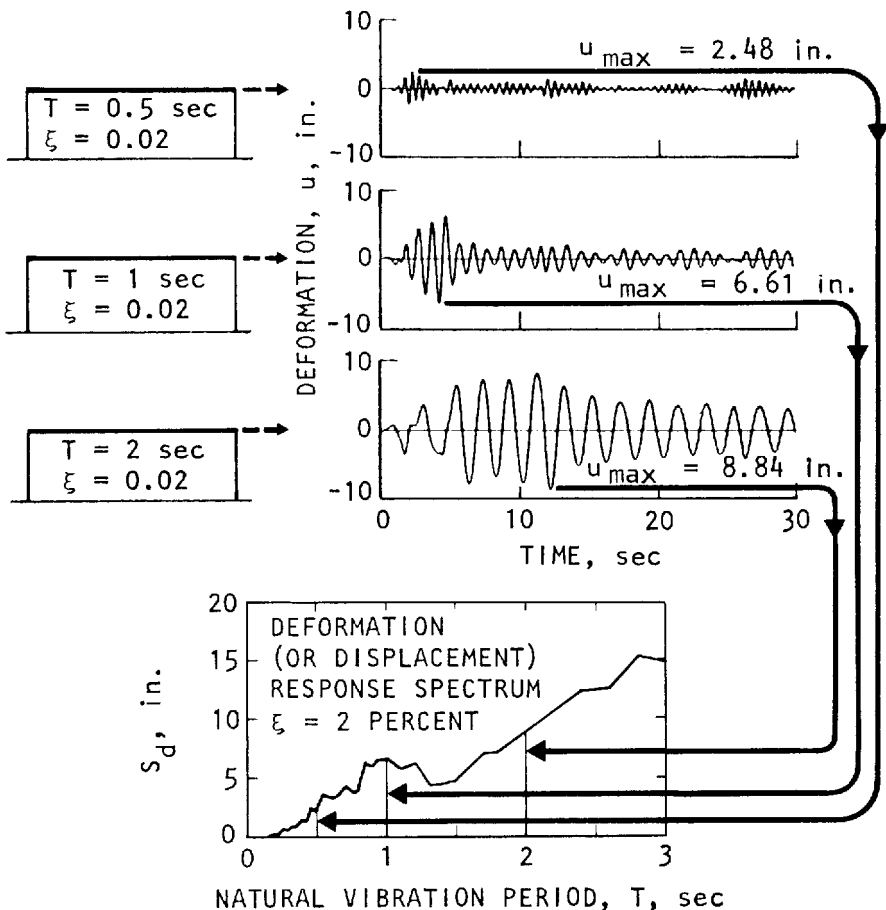 10
u max = 2.48 in.
0
-10
T = 0.5 sec
ξ = 0.02
10
0
u max = 6.61 in.
-10
T = 1 sec
ξ = 0.02
DEFORMATION, u, in.
10
0
u max = 8.84 in.
-10
T = 2 sec
ξ = 0.02
0 10 20 30
TIME, sec
20
15
10
5
0
S d, in.
DEFORMATION
(OR DISPLACEMENT)
RESPONSE SPECTRUM
ξ = 2 PERCENT
0 1 2 3
NATURAL VIBRATION PERIOD, T, sec